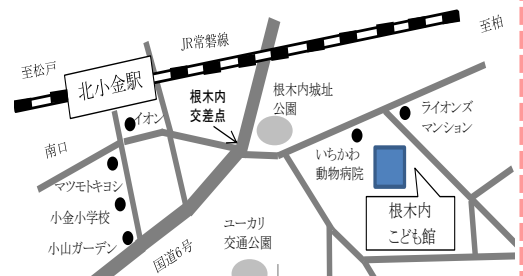 至柏
JR常磐線
至松戸
北小金駅
根木内
交差点
根木内城址
公園
ライオンズ
マンション
イオン
南口
いちかわ
動物病院
マツモトキヨシ
小金小学校
根木内
こども館
ユーカリ
交通公園
小山ガーデン
国道6号